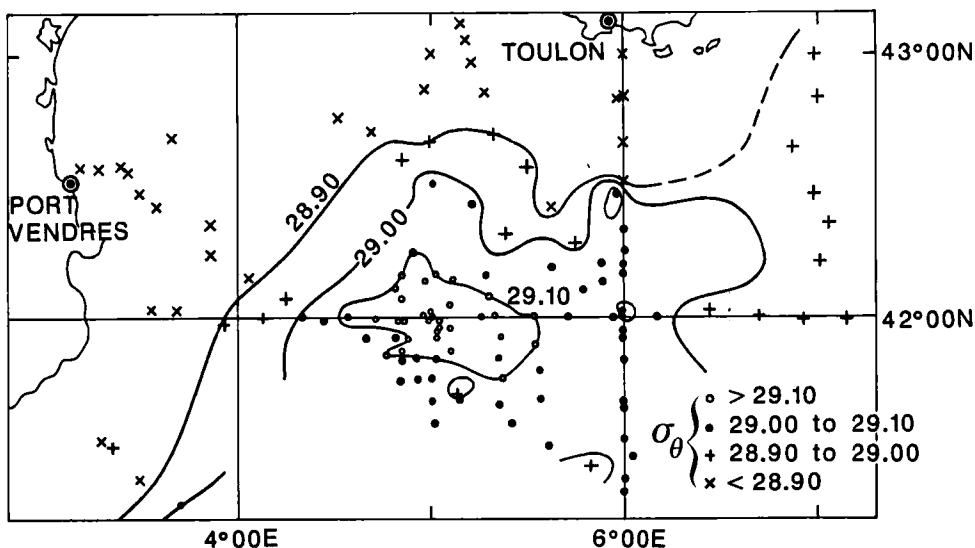 TOULON
43°00N
PORT
VENDRES
28.90
29.00
29.10
42°00N
σθ
> 29.10
29.00 to 29.10
28.90 to 29.00
< 28.90
4°00E
6°00E